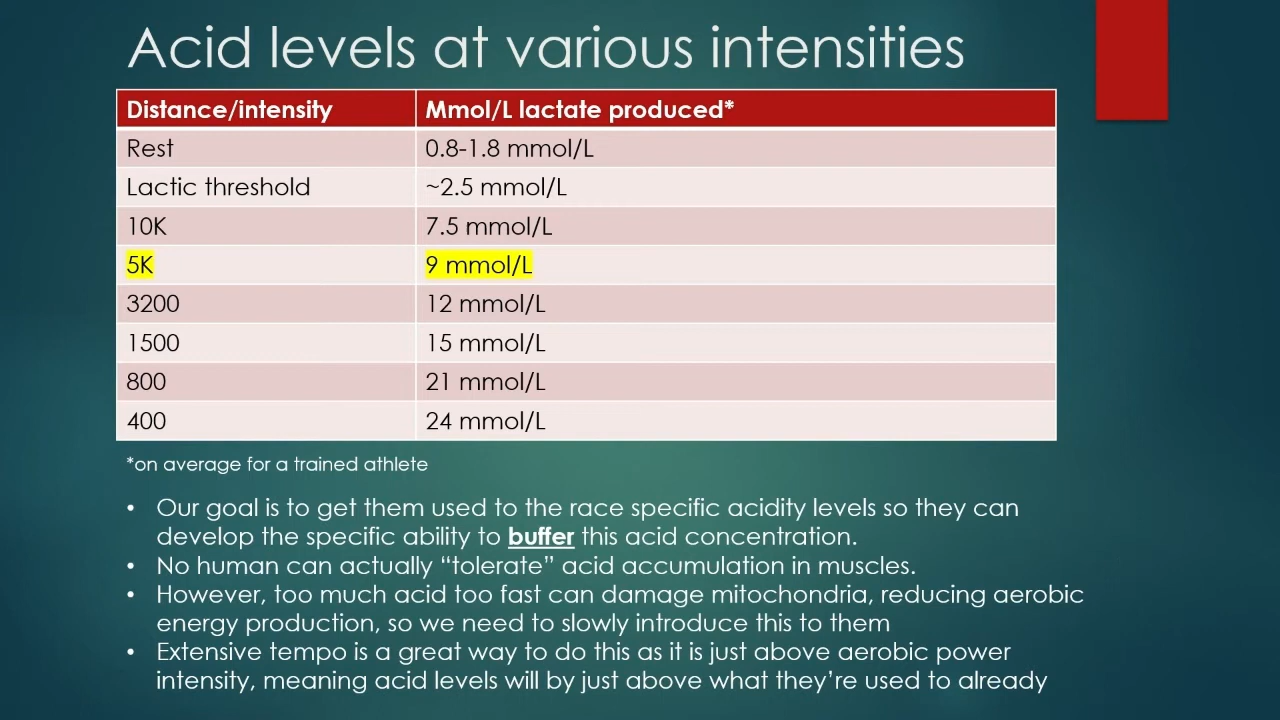 Acid levels at various intensities
Distance/intensity Mmol/L lactate produced*
Rest 0.8-1.8 mmol/L
Lactic threshold ~2.5 mmol/L
10K 7.5 mmol/L
5K 9 mmol/L
3200 12 mmol/L
1500 15 mmol/L
800 21 mmol/L
400 24 mmol/L
*on average for a trained athlete
• Our goal is to get them used to the race specific acidity levels so they can
develop the specific ability to buffer this acid concentration.
• No human can actually “tolerate” acid accumulation in muscles.
• However, too much acid too fast can damage mitochondria, reducing aerobic
energy production, so we need to slowly introduce this to them
• Extensive tempo is a great way to do this as it is just above aerobic power
intensity, meaning acid levels will by just above what they’re used to already